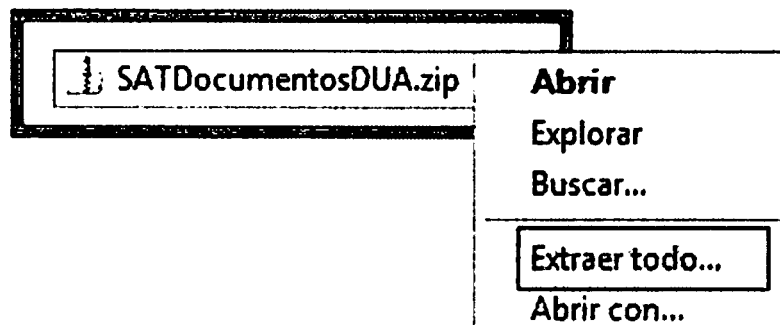 SATDocumentosDUA.zip
Abrir
Explorar
Buscar...
Extraer todo...
Abrir con...